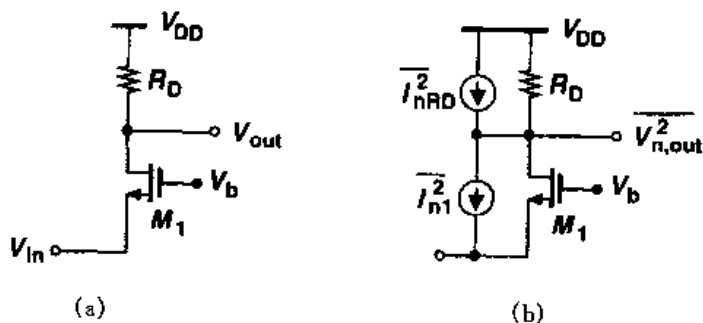 V_DD
R_D
V_out
V_b
M_1
V_in
(a)
V_DD
I²_nRD
R_D
V²_n,out
I²_n1
V_b
M_1
(b)